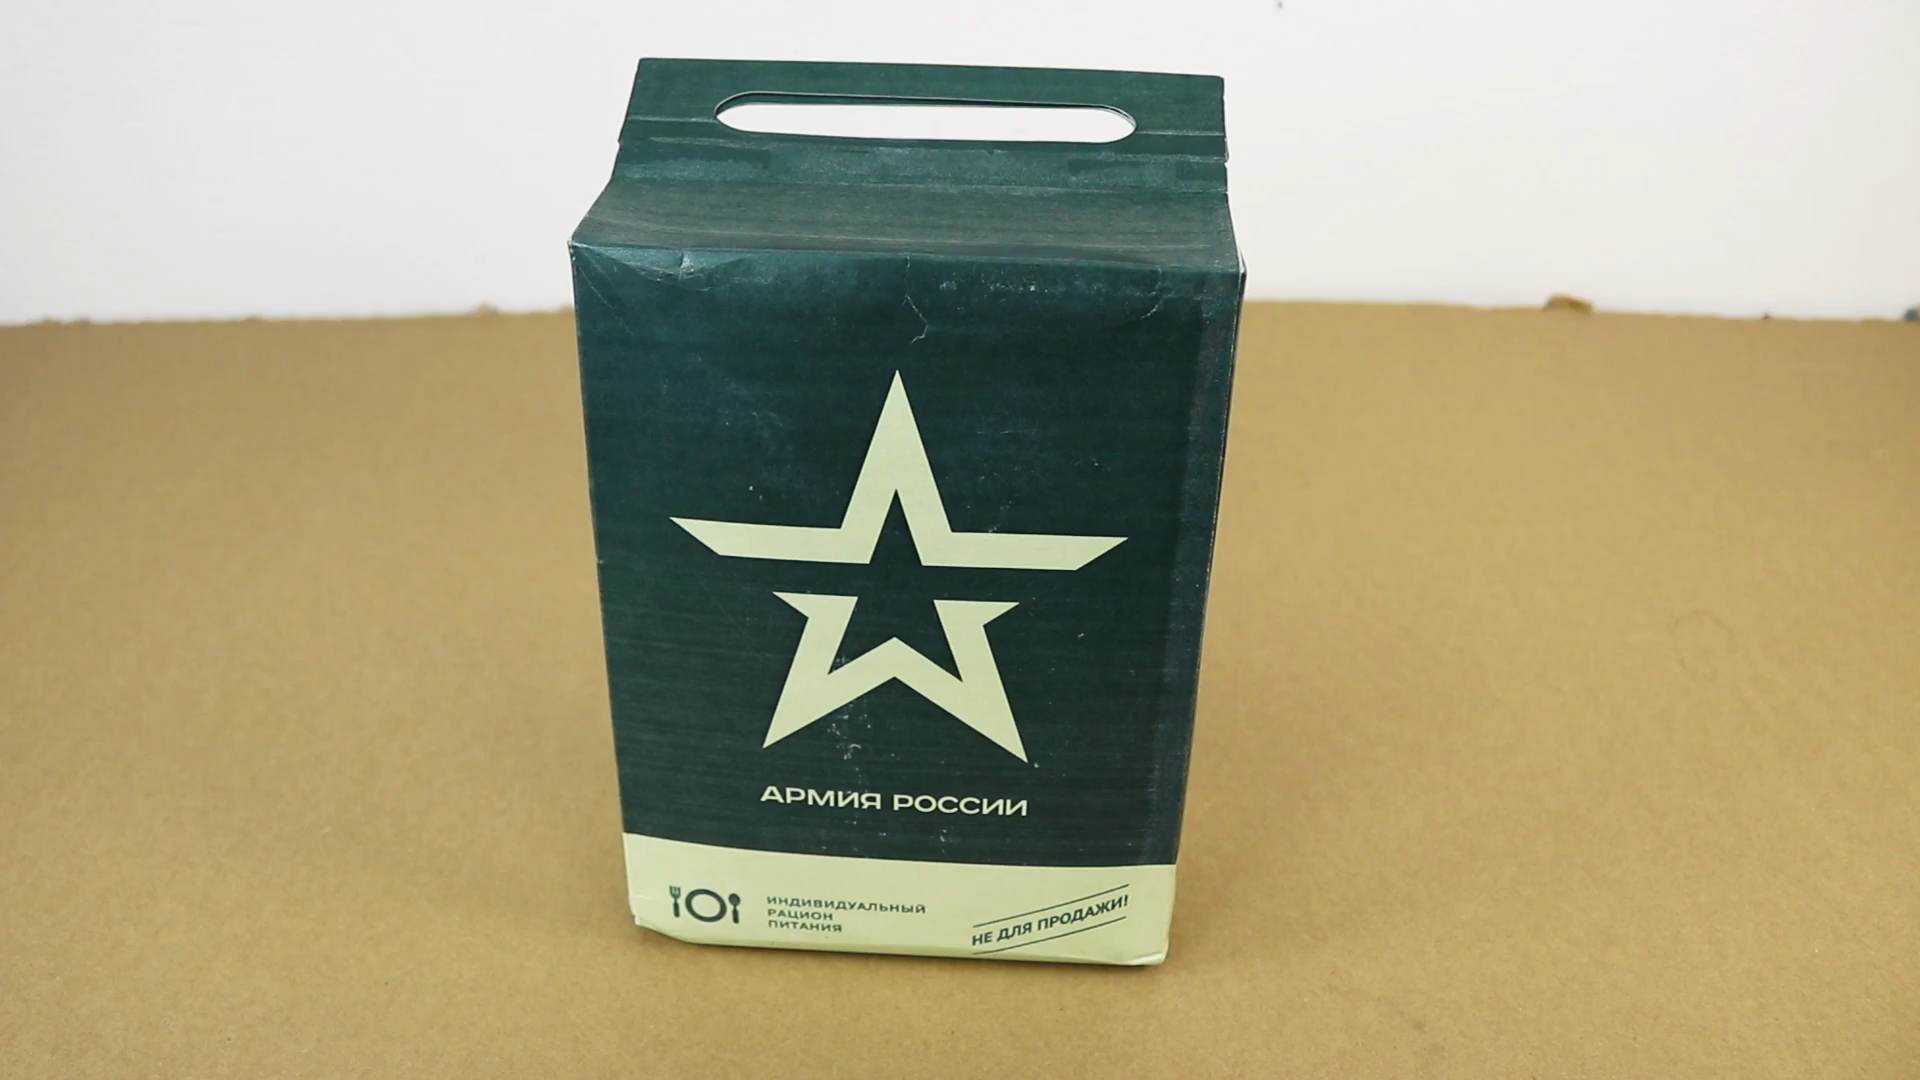 АРМИЯ РОССИИ
ИНДИВИДУАЛЬНЫЙ
РАЦИОН
ПИТАНИЯ
НЕ ДЛЯ ПРОДАЖИ!